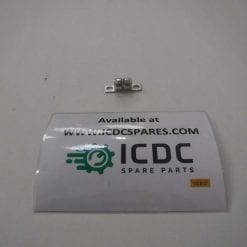 Available at
WWW.ICDCSPARES.COM
ICDC
SPARE PARTS